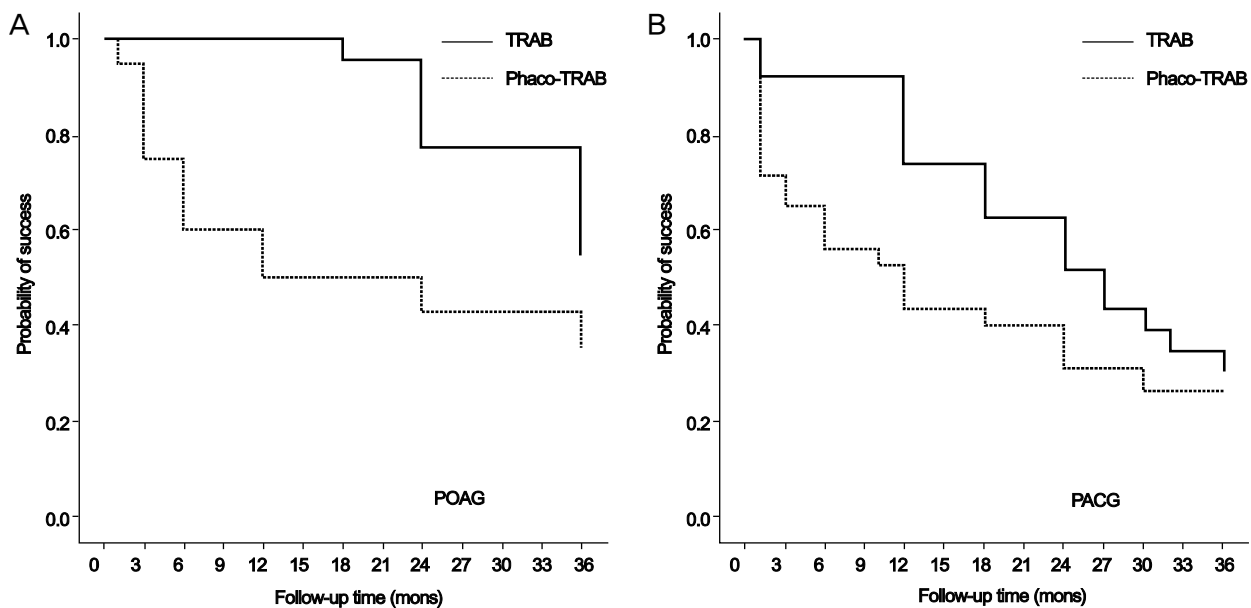 A
TRAB
Phaco-TRAB
Probability of success
1.0
0.8
0.6
0.4
0.2
0.0
POAG
0 3 6 9 12 15 18 21 24 27 30 33 36
Follow-up time (mons)
B
TRAB
Phaco-TRAB
Probability of success
1.0
0.8
0.6
0.4
0.2
0.0
PACG
0 3 6 9 12 15 18 21 24 27 30 33 36
Follow-up time (mons)